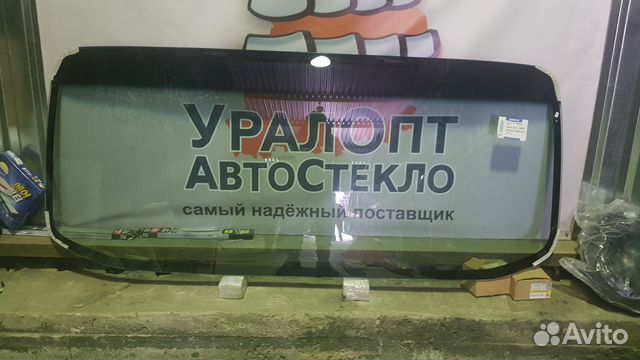 УралОпт
АвтоСтекло
самый надёжный поставщик
Avito